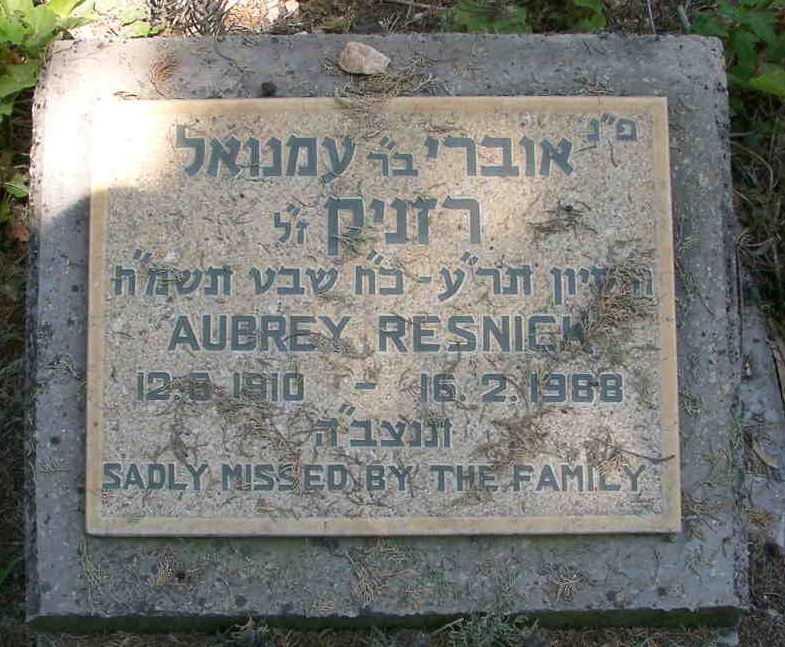 פ"נ
אוברי בר' עמנואל
רזניק ז"ל
ה' סיון תר"ע - כ"ח שבט תשמ"ח
AUBREY RESNICK
12.6.1910 - 16.2.1988
תנצב"ה
SADLY MISSED BY THE FAMILY